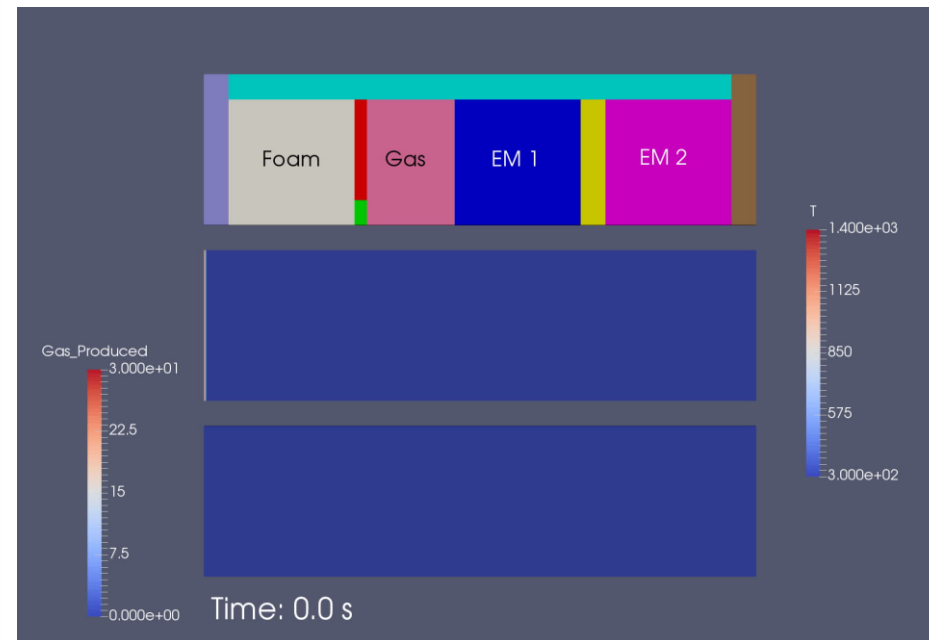 Foam
Gas
EM 1
EM 2
T
1.400e+03
1125
850
575
3.000e+02
Gas_Produced
3.000e+01
22.5
15
7.5
0.000e+00
Time: 0.0 s